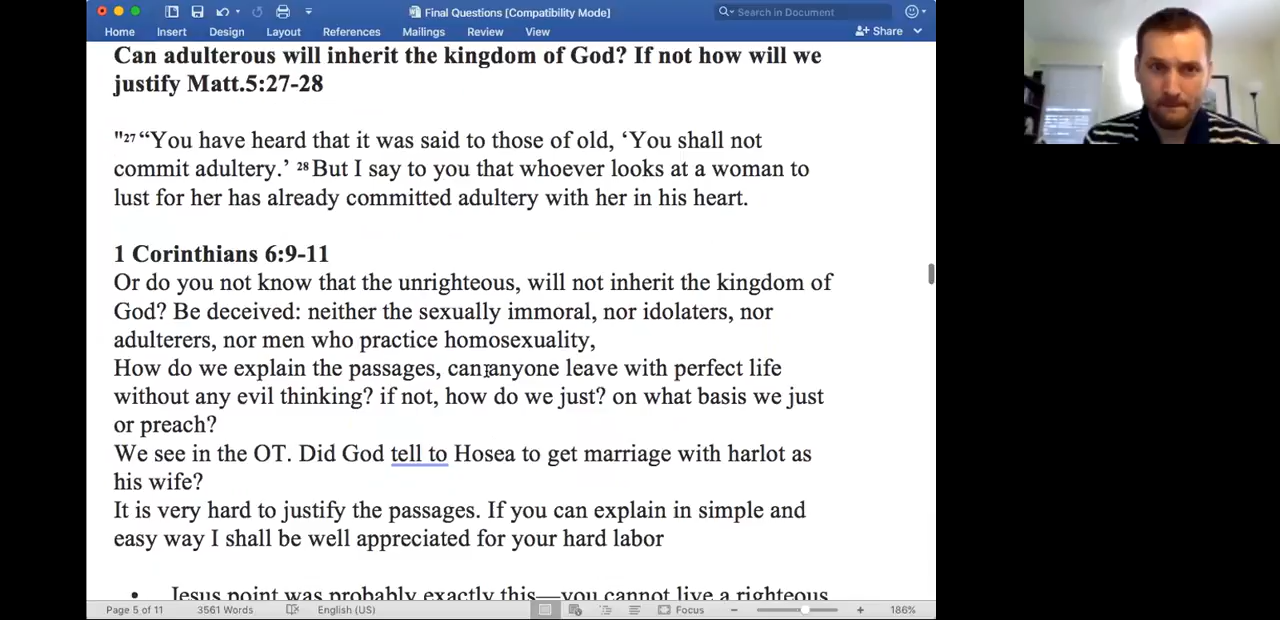 Final Questions [Compatibility Mode]
Search in Document
Home Insert Design Layout References Mailings Review View
Share
Can adulterous will inherit the kingdom of God? If not how will we
justify Matt.5:27-28
"27 “You have heard that it was said to those of old, ‘You shall not
commit adultery.’ 28 But I say to you that whoever looks at a woman to
lust for her has already committed adultery with her in his heart.
1 Corinthians 6:9-11
Or do you not know that the unrighteous, will not inherit the kingdom of
God? Be deceived: neither the sexually immoral, nor idolaters, nor
adulterers, nor men who practice homosexuality,
How do we explain the passages, can anyone leave with perfect life
without any evil thinking? if not, how do we just? on what basis we just
or preach?
We see in the OT. Did God tell to Hosea to get marriage with harlot as
his wife?
It is very hard to justify the passages. If you can explain in simple and
easy way I shall be well appreciated for your hard labor
• Jesus point was probably exactly this—you cannot live a righteous
Page 5 of 11 3561 Words English (US) Focus 186%